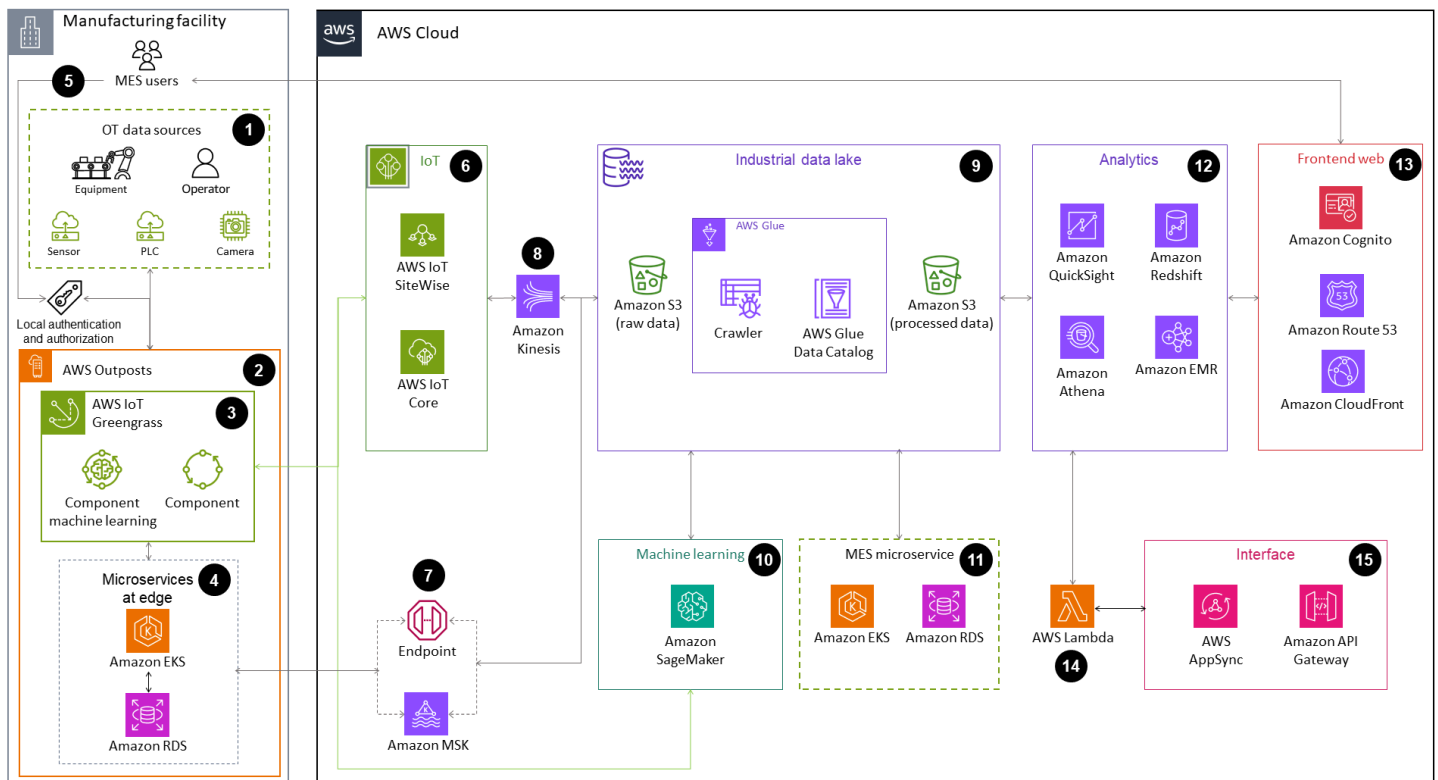 Manufacturing facility
MES users
5
OT data sources
1
Equipment
Operator
Sensor
PLC
Camera
Local authentication
and authorization
AWS Outposts
2
AWS IoT
Greengrass
3
Component
machine learning
Component
Microservices
at edge
4
Amazon EKS
Amazon RDS
aws
AWS Cloud
IoT
6
AWS IoT
SiteWise
AWS IoT
Core
7
Endpoint
Amazon MSK
8
Amazon
Kinesis
Industrial data lake
9
Amazon S3
(raw data)
AWS Glue
Crawler
AWS Glue
Data Catalog
Amazon S3
(processed data)
Machine learning
10
Amazon
SageMaker
MES microservice
11
Amazon EKS
Amazon RDS
Analytics
12
Amazon
QuickSight
Amazon
Redshift
Amazon
Athena
Amazon EMR
Frontend web
13
Amazon Cognito
53
Amazon Route 53
Amazon CloudFront
AWS Lambda
14
Interface
15
AWS
AppSync
Amazon API
Gateway